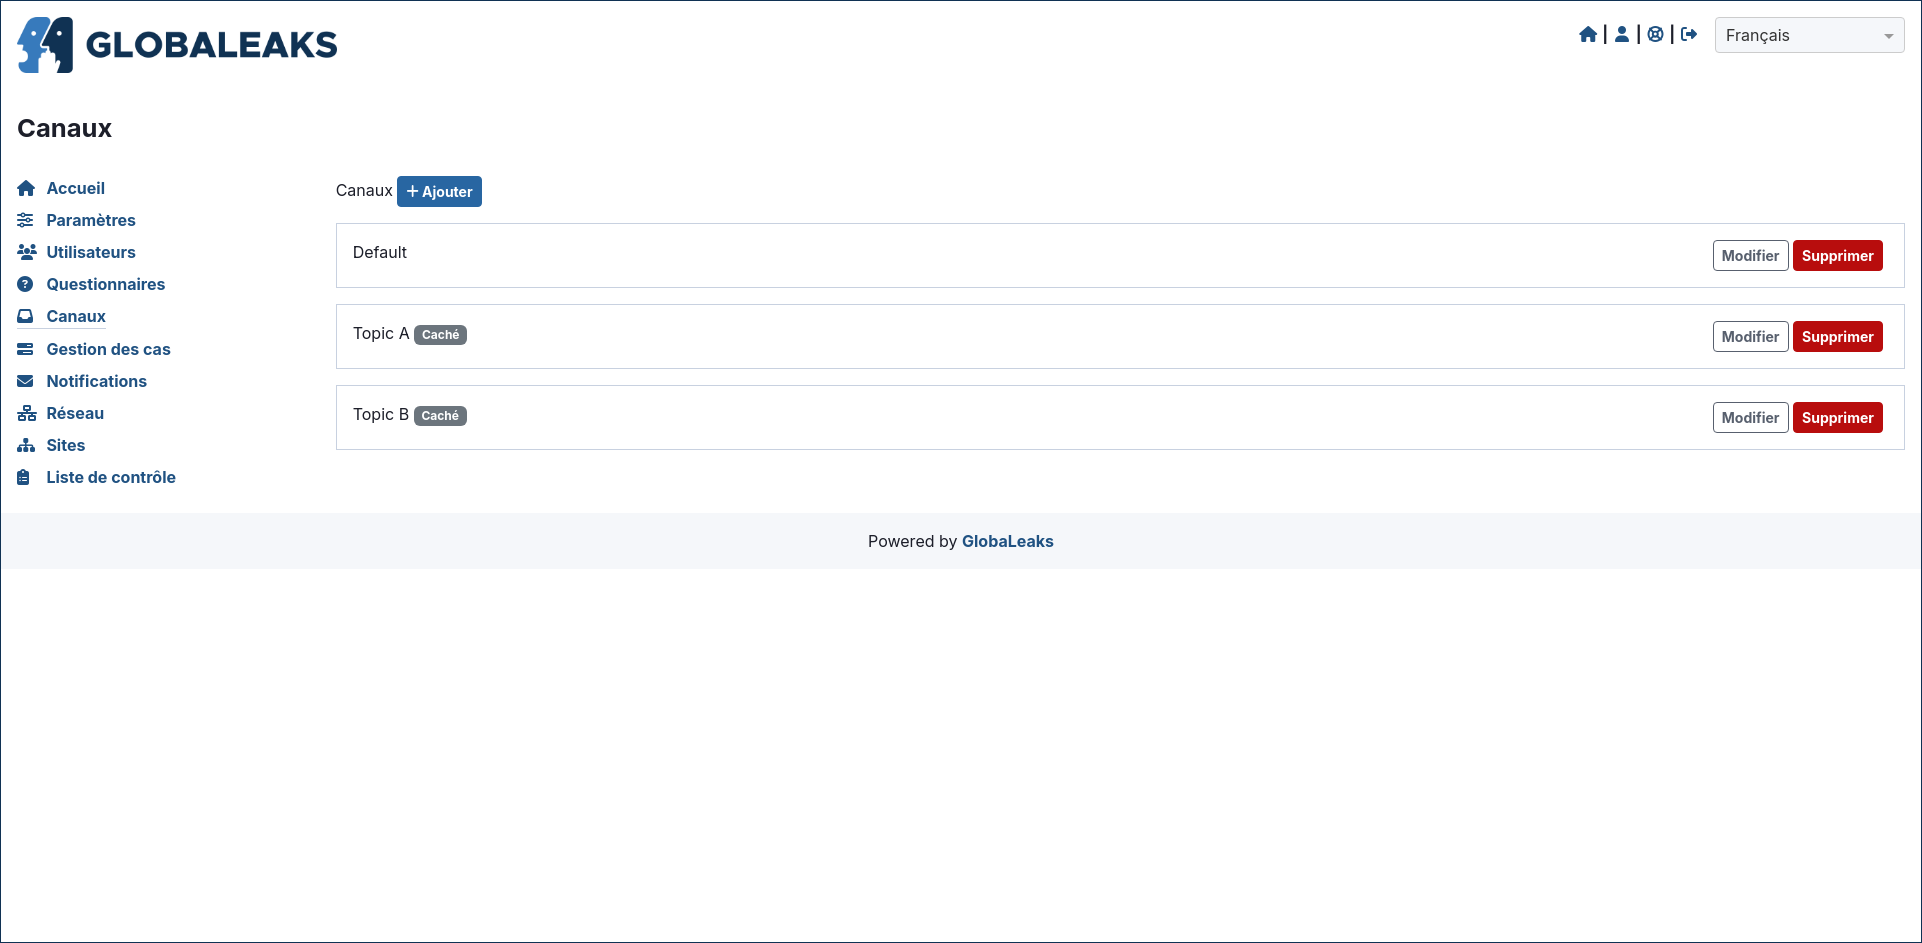 GLOBALEAKS
Français
Canaux
Accueil
Paramètres
Utilisateurs
Questionnaires
Canaux
Gestion des cas
Notifications
Réseau
Sites
Liste de contrôle
Canaux + Ajouter
Default Modifier Supprimer
Topic A Caché Modifier Supprimer
Topic B Caché Modifier Supprimer
Powered by GlobaLeaks